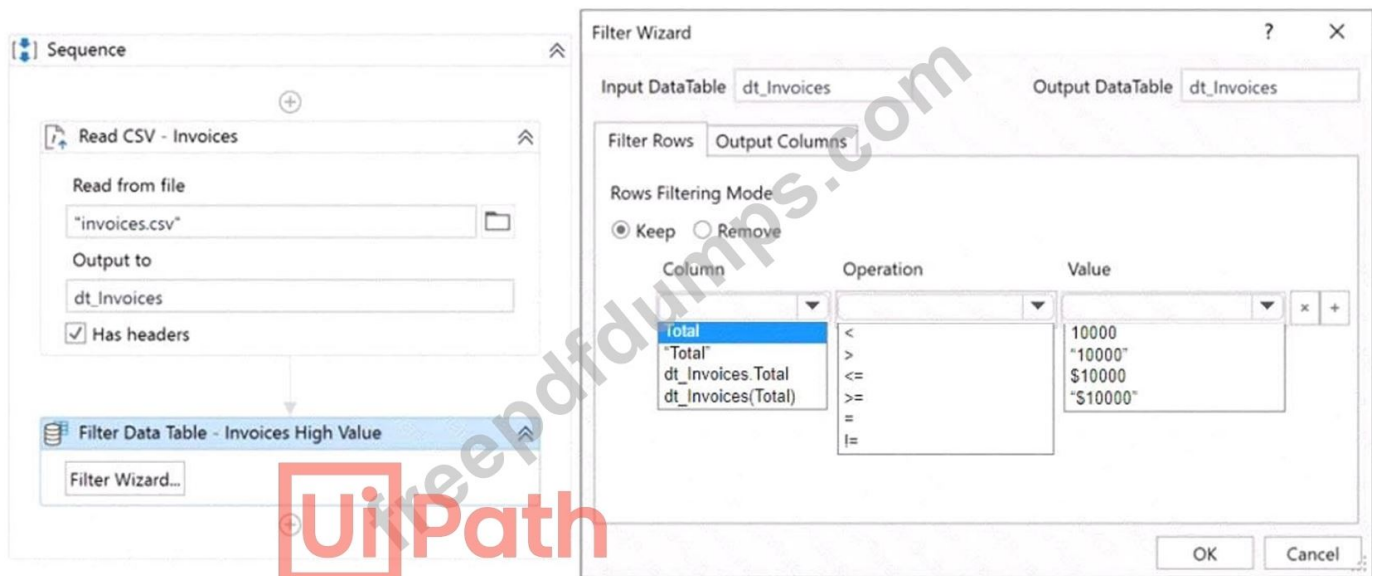 Sequence
Read CSV - Invoices
Read from file
"invoices.csv"
Output to
dt_Invoices
Has headers
Filter Data Table - Invoices High Value
Filter Wizard...
Filter Wizard
?
Input DataTable dt_Invoices Output DataTable dt_Invoices
Filter Rows Output Columns
Rows Filtering Mode
Keep Remove
Column Operation Value
× +
Total < 10000
"Total" > "10000"
dt_Invoices.Total <= $10000
dt_Invoices(Total) >= "$10000"
=
!=
OK Cancel
UiPath
freepdfdumps.com